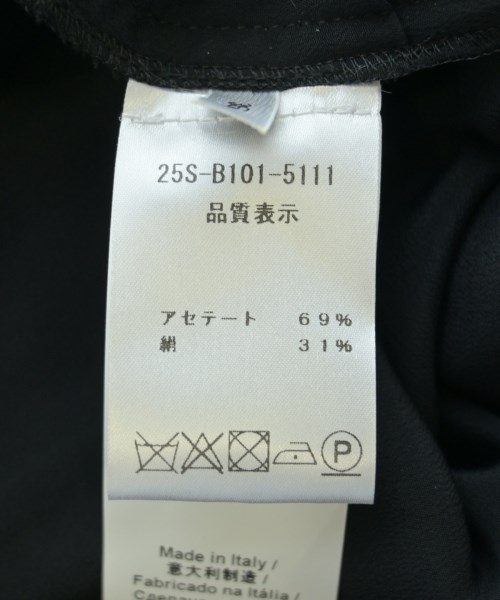 25S-B101-5111
品質表示
アセテート 69%
絹 31%
P
Made in Italy /
意大利制造 /
Fabricado na Itália /